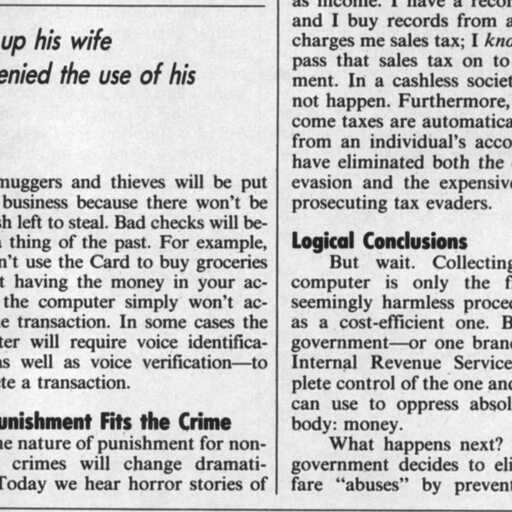 up his wife
enied the use of his
muggers and thieves will be put
business because there won't be
sh left to steal. Bad checks will be-
thing of the past. For example,
n't use the Card to buy groceries
t having the money in your ac-
the computer simply won't ac-
e transaction. In some cases the
ter will require voice identifica-
as well as voice verification—to
ete a transaction.
unishment Fits the Crime
he nature of punishment for non-
crimes will change dramati-
Today we hear horror stories of
as income. I have a recor
and I buy records from a
charges me sales tax; I kno
pass that sales tax on to
ment. In a cashless societ
not happen. Furthermore,
come taxes are automatica
from an individual's acco
have eliminated both the
evasion and the expensive
prosecuting tax evaders.
Logical Conclusions
But wait. Collecting
computer is only the f
seemingly harmless proced
as a cost-efficient one. B
government—or one bran
Internal Revenue Service
plete control of the one and
can use to oppress absol
body: money.
What happens next?
government decides to eli
fare "abuses" by prevent